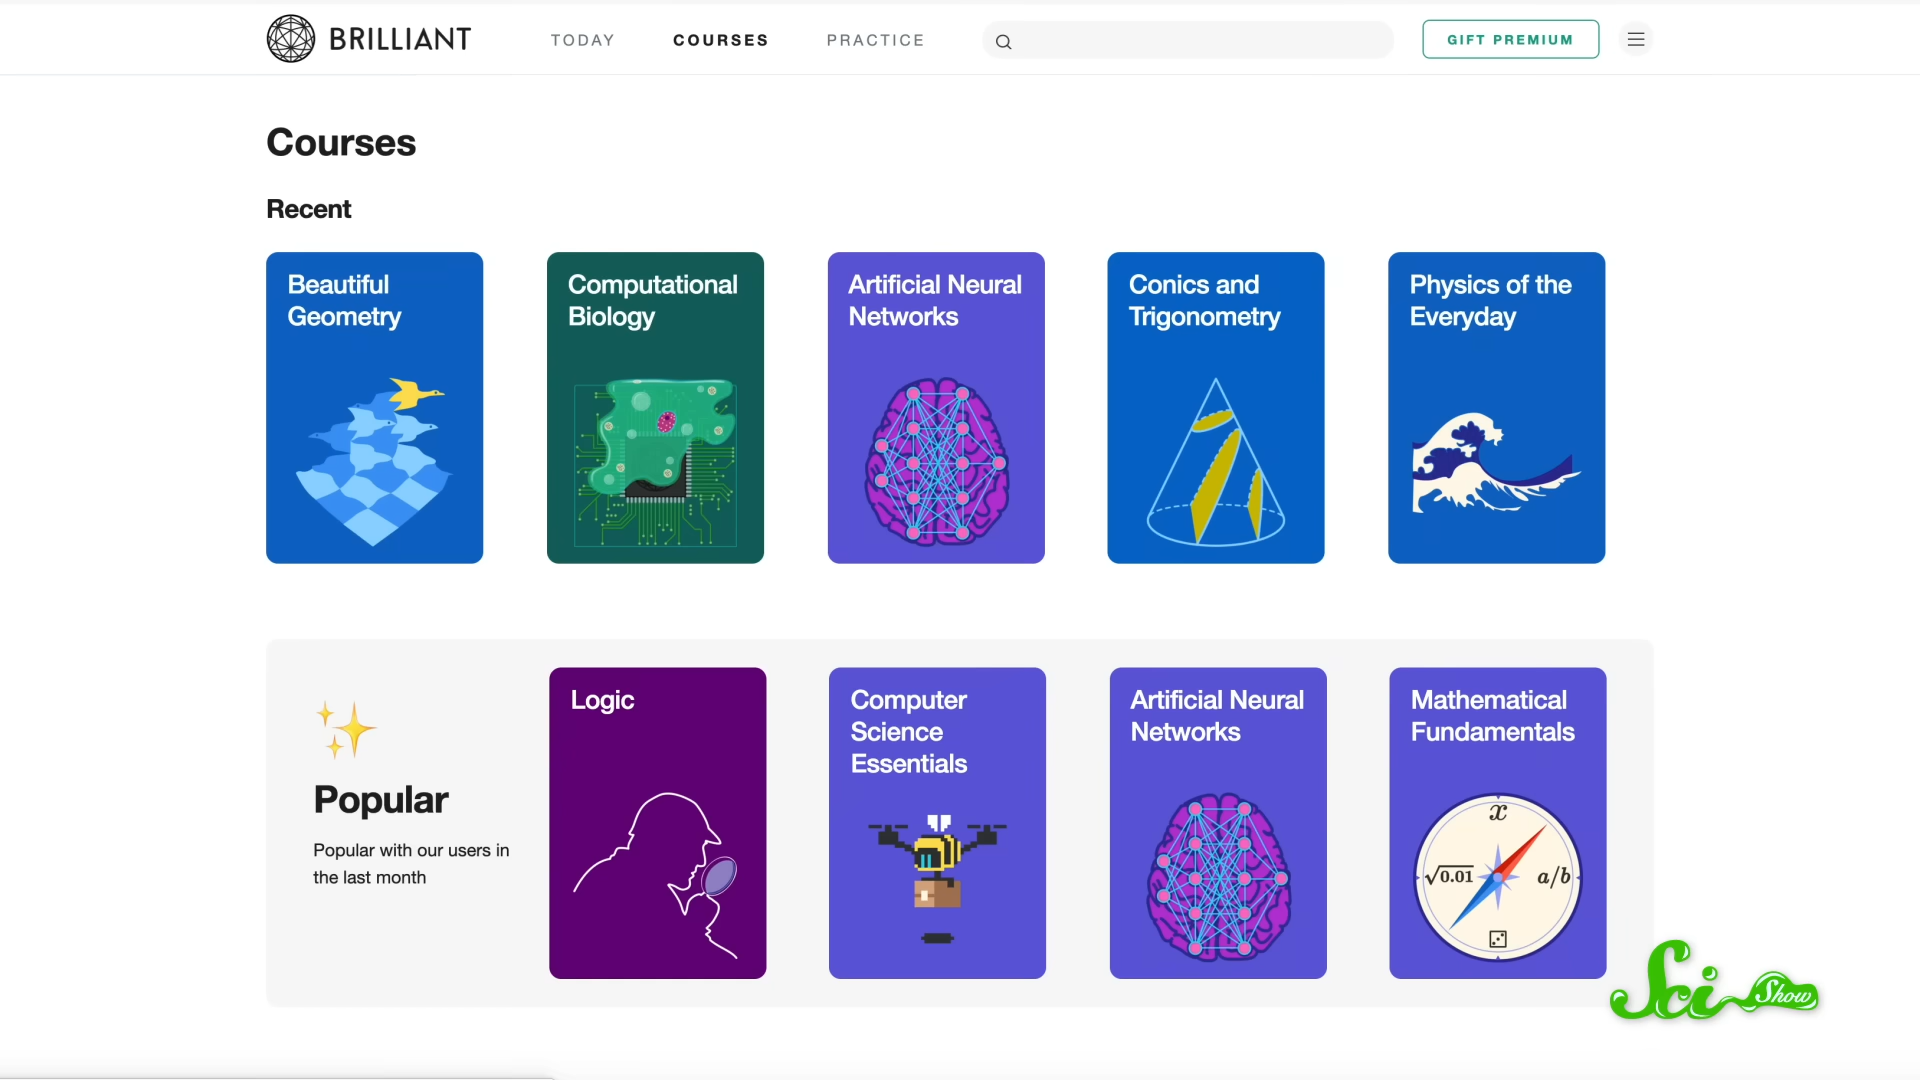 BRILLIANT
TODAY
COURSES
PRACTICE
GIFT PREMIUM
Courses
Recent
Beautiful
Geometry
Computational
Biology
Artificial Neural
Networks
Conics and
Trigonometry
Physics of the
Everyday
Popular
Popular with our users in
the last month
Logic
Computer
Science
Essentials
Artificial Neural
Networks
Mathematical
Fundamentals
x
√0.01
a/b
Sci Show